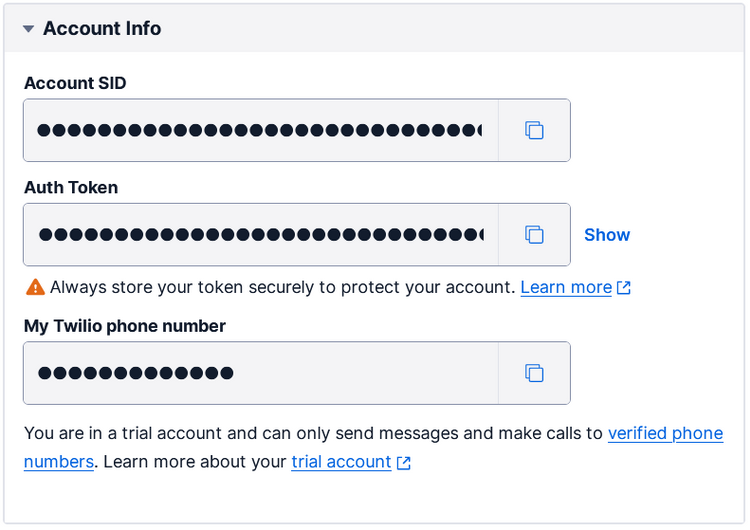 Account Info
Account SID
Auth Token
Show
Always store your token securely to protect your account. Learn more
My Twilio phone number
You are in a trial account and can only send messages and make calls to verified phone
numbers. Learn more about your trial account